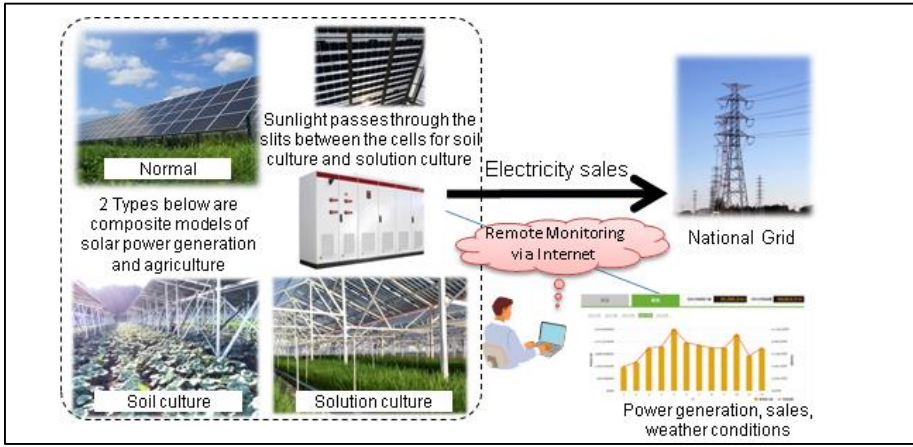 Normal
Sunlight passes through the
slits between the cells for soil
culture and solution culture
2 Types below are
composite models of
solar power generation
and agriculture
Soil culture
Solution culture
Electricity sales
National Grid
Remote Monitoring
via Internet
Power generation, sales,
weather conditions